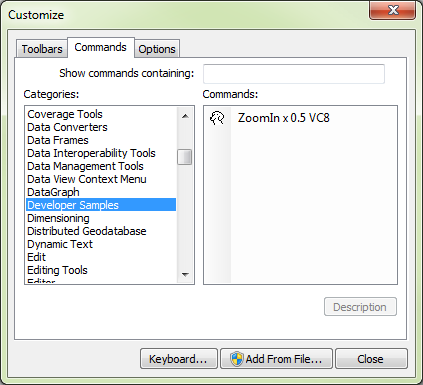 Customize
Toolbars Commands Options
Show commands containing:
Categories: Commands:
Coverage Tools
Data Converters
Data Frames
Data Interoperability Tools
Data Management Tools
Data View Context Menu
DataGraph
Developer Samples
Dimensioning
Distributed Geodatabase
Dynamic Text
Edit
Editing Tools
Editor
ZoomIn x 0.5 VC8
Description
Keyboard... Add From File... Close